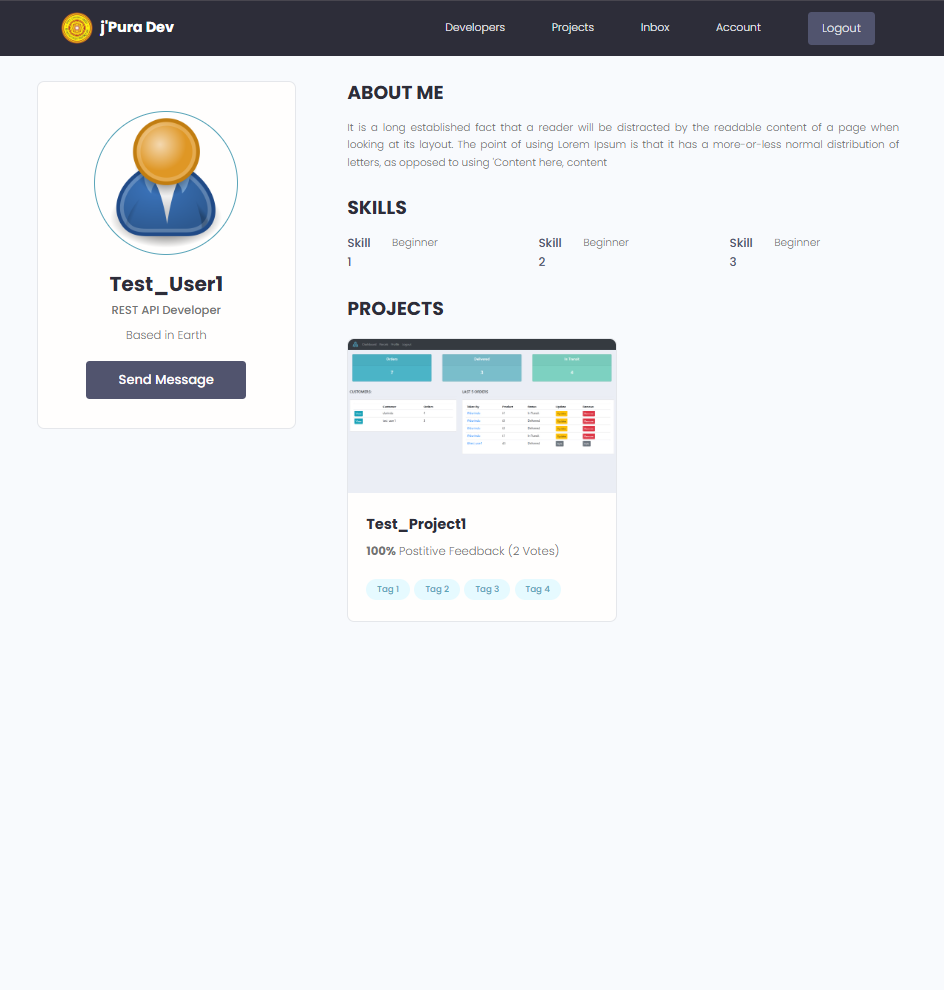 j'Pura Dev
Developers
Projects
Inbox
Account
Logout
Test_User1
REST API Developer
Based in Earth
Send Message
ABOUT ME
It is a long established fact that a reader will be distracted by the readable content of a page when
looking at its layout. The point of using Lorem Ipsum is that it has a more-or-less normal distribution of
letters, as opposed to using 'Content here, content
SKILLS
Skill Beginner Skill Beginner Skill Beginner
1 2 3
PROJECTS
CUSTOMERS
LAST 5 ORDERS
Test_Project1
100% Postitive Feedback (2 Votes)
Tag 1 Tag 2 Tag 3 Tag 4